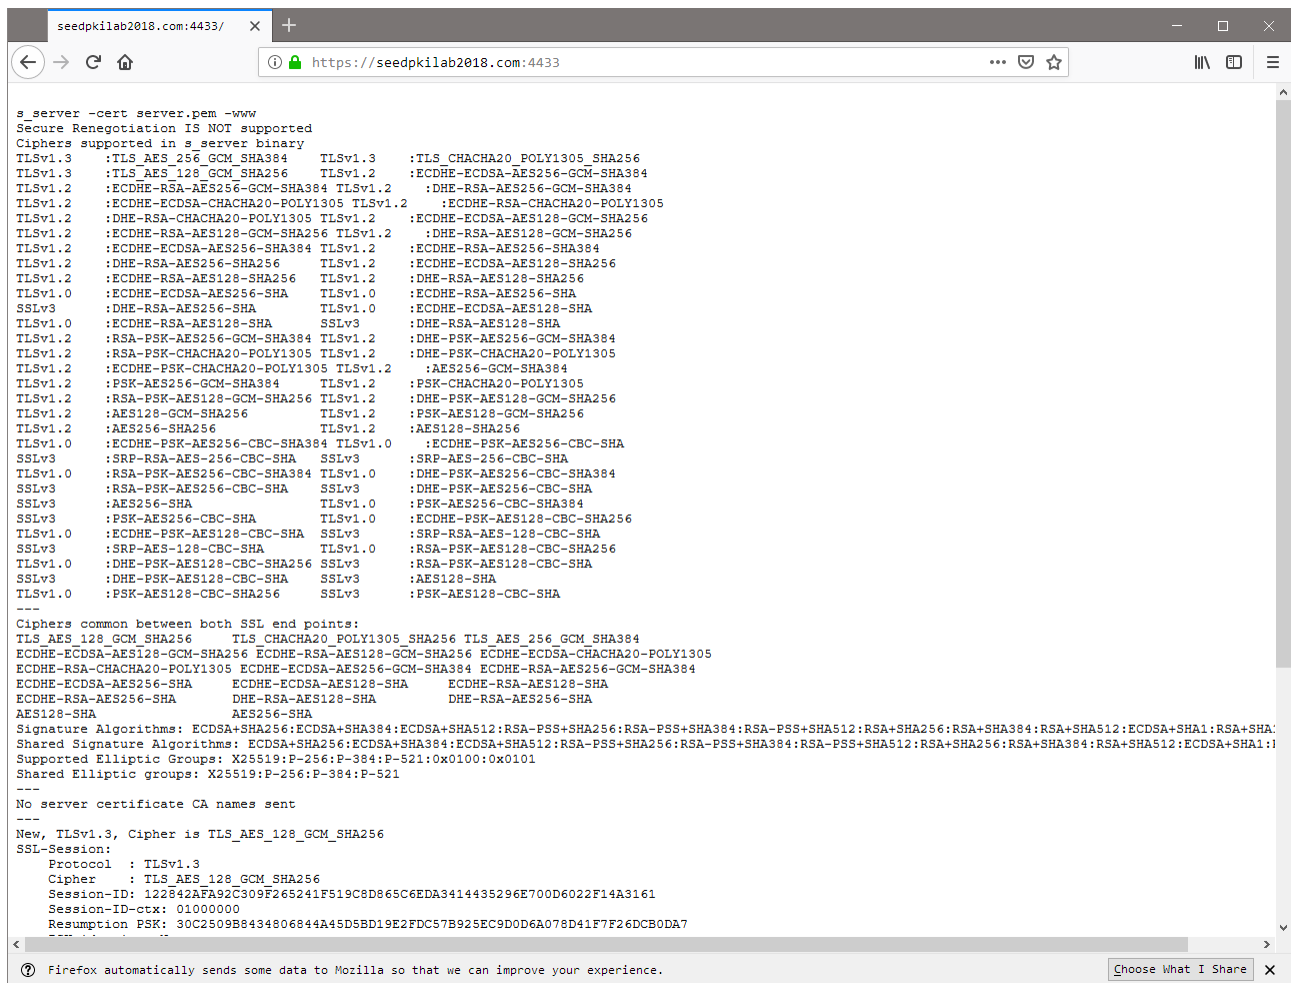 seedpkilab2018.com:4433/
https://seedpkilab2018.com:4433
s_server -cert server.pem -www
Secure Renegotiation IS NOT supported
Ciphers supported in s_server binary
TLSv1.3    :TLS_AES_256_GCM_SHA384    TLSv1.3    :TLS_CHACHA20_POLY1305_SHA256
TLSv1.3    :TLS_AES_128_GCM_SHA256    TLSv1.2    :ECDHE-ECDSA-AES256-GCM-SHA384
TLSv1.2    :ECDHE-RSA-AES256-GCM-SHA384 TLSv1.2    :DHE-RSA-AES256-GCM-SHA384
TLSv1.2    :ECDHE-ECDSA-CHACHA20-POLY1305 TLSv1.2    :ECDHE-RSA-CHACHA20-POLY1305
TLSv1.2    :DHE-RSA-CHACHA20-POLY1305 TLSv1.2    :ECDHE-ECDSA-AES128-GCM-SHA256
TLSv1.2    :ECDHE-RSA-AES128-GCM-SHA256 TLSv1.2    :DHE-RSA-AES128-GCM-SHA256
TLSv1.2    :ECDHE-ECDSA-AES256-SHA384 TLSv1.2    :ECDHE-RSA-AES256-SHA384
TLSv1.2    :DHE-RSA-AES256-SHA256     TLSv1.2    :ECDHE-ECDSA-AES128-SHA256
TLSv1.2    :ECDHE-RSA-AES128-SHA256   TLSv1.2    :DHE-RSA-AES128-SHA256
TLSv1.0    :ECDHE-ECDSA-AES256-SHA    TLSv1.0    :ECDHE-RSA-AES256-SHA
SSLv3      :DHE-RSA-AES256-SHA        TLSv1.0    :ECDHE-ECDSA-AES128-SHA
TLSv1.0    :ECDHE-RSA-AES128-SHA      SSLv3      :DHE-RSA-AES128-SHA
TLSv1.2    :RSA-PSK-AES256-GCM-SHA384 TLSv1.2    :DHE-PSK-AES256-GCM-SHA384
TLSv1.2    :RSA-PSK-CHACHA20-POLY1305 TLSv1.2    :DHE-PSK-CHACHA20-POLY1305
TLSv1.2    :ECDHE-PSK-CHACHA20-POLY1305 TLSv1.2    :AES256-GCM-SHA384
TLSv1.2    :PSK-AES256-GCM-SHA384     TLSv1.2    :PSK-CHACHA20-POLY1305
TLSv1.2    :RSA-PSK-AES128-GCM-SHA256 TLSv1.2    :DHE-PSK-AES128-GCM-SHA256
TLSv1.2    :AES128-GCM-SHA256         TLSv1.2    :PSK-AES128-GCM-SHA256
TLSv1.2    :AES256-SHA256             TLSv1.2    :AES128-SHA256
TLSv1.0    :ECDHE-PSK-AES256-CBC-SHA384 TLSv1.0    :ECDHE-PSK-AES256-CBC-SHA
SSLv3      :SRP-RSA-AES-256-CBC-SHA   SSLv3      :SRP-AES-256-CBC-SHA
TLSv1.0    :RSA-PSK-AES256-CBC-SHA384 TLSv1.0    :DHE-PSK-AES256-CBC-SHA384
SSLv3      :RSA-PSK-AES256-CBC-SHA    SSLv3      :DHE-PSK-AES256-CBC-SHA
SSLv3      :AES256-SHA                TLSv1.0    :PSK-AES256-CBC-SHA384
SSLv3      :PSK-AES256-CBC-SHA        TLSv1.0    :ECDHE-PSK-AES128-CBC-SHA256
TLSv1.0    :ECDHE-PSK-AES128-CBC-SHA  SSLv3      :SRP-RSA-AES-128-CBC-SHA
SSLv3      :SRP-AES-128-CBC-SHA       TLSv1.0    :RSA-PSK-AES128-CBC-SHA256
TLSv1.0    :DHE-PSK-AES128-CBC-SHA256 SSLv3      :RSA-PSK-AES128-CBC-SHA
SSLv3      :DHE-PSK-AES128-CBC-SHA    SSLv3      :AES128-SHA
TLSv1.0    :PSK-AES128-CBC-SHA256     SSLv3      :PSK-AES128-CBC-SHA
---
Ciphers common between both SSL end points:
TLS_AES_128_GCM_SHA256     TLS_CHACHA20_POLY1305_SHA256 TLS_AES_256_GCM_SHA384
ECDHE-ECDSA-AES128-GCM-SHA256 ECDHE-RSA-AES128-GCM-SHA256 ECDHE-ECDSA-CHACHA20-POLY1305
ECDHE-RSA-CHACHA20-POLY1305 ECDHE-ECDSA-AES256-GCM-SHA384 ECDHE-RSA-AES256-GCM-SHA384
ECDHE-ECDSA-AES256-SHA     ECDHE-ECDSA-AES128-SHA     ECDHE-RSA-AES128-SHA
ECDHE-RSA-AES256-SHA       DHE-RSA-AES128-SHA         DHE-RSA-AES256-SHA
AES128-SHA                 AES256-SHA
Signature Algorithms: ECDSA+SHA256:ECDSA+SHA384:ECDSA+SHA512:RSA-PSS+SHA256:RSA-PSS+SHA384:RSA-PSS+SHA512:RSA+SHA256:RSA+SHA384:RSA+SHA512:ECDSA+SHA1:RSA+SHA1
Shared Signature Algorithms: ECDSA+SHA256:ECDSA+SHA384:ECDSA+SHA512:RSA-PSS+SHA256:RSA-PSS+SHA384:RSA-PSS+SHA512:RSA+SHA256:RSA+SHA384:RSA+SHA512:ECDSA+SHA1:
Supported Elliptic Groups: X25519:P-256:P-384:P-521:0x0100:0x0101
Shared Elliptic groups: X25519:P-256:P-384:P-521
---
No server certificate CA names sent
---
New, TLSv1.3, Cipher is TLS_AES_128_GCM_SHA256
SSL-Session:
    Protocol  : TLSv1.3
    Cipher    : TLS_AES_128_GCM_SHA256
    Session-ID: 122842AFA92C309F265241F519C8D865C6EDA3414435296E700D6022F14A3161
    Session-ID-ctx: 01000000
    Resumption PSK: 30C2509B8434806844A45D5BD19E2FDC57B925EC9D0D6A078D41F7F26DCB0DA7
Firefox automatically sends some data to Mozilla so that we can improve your experience.
Choose What I Share